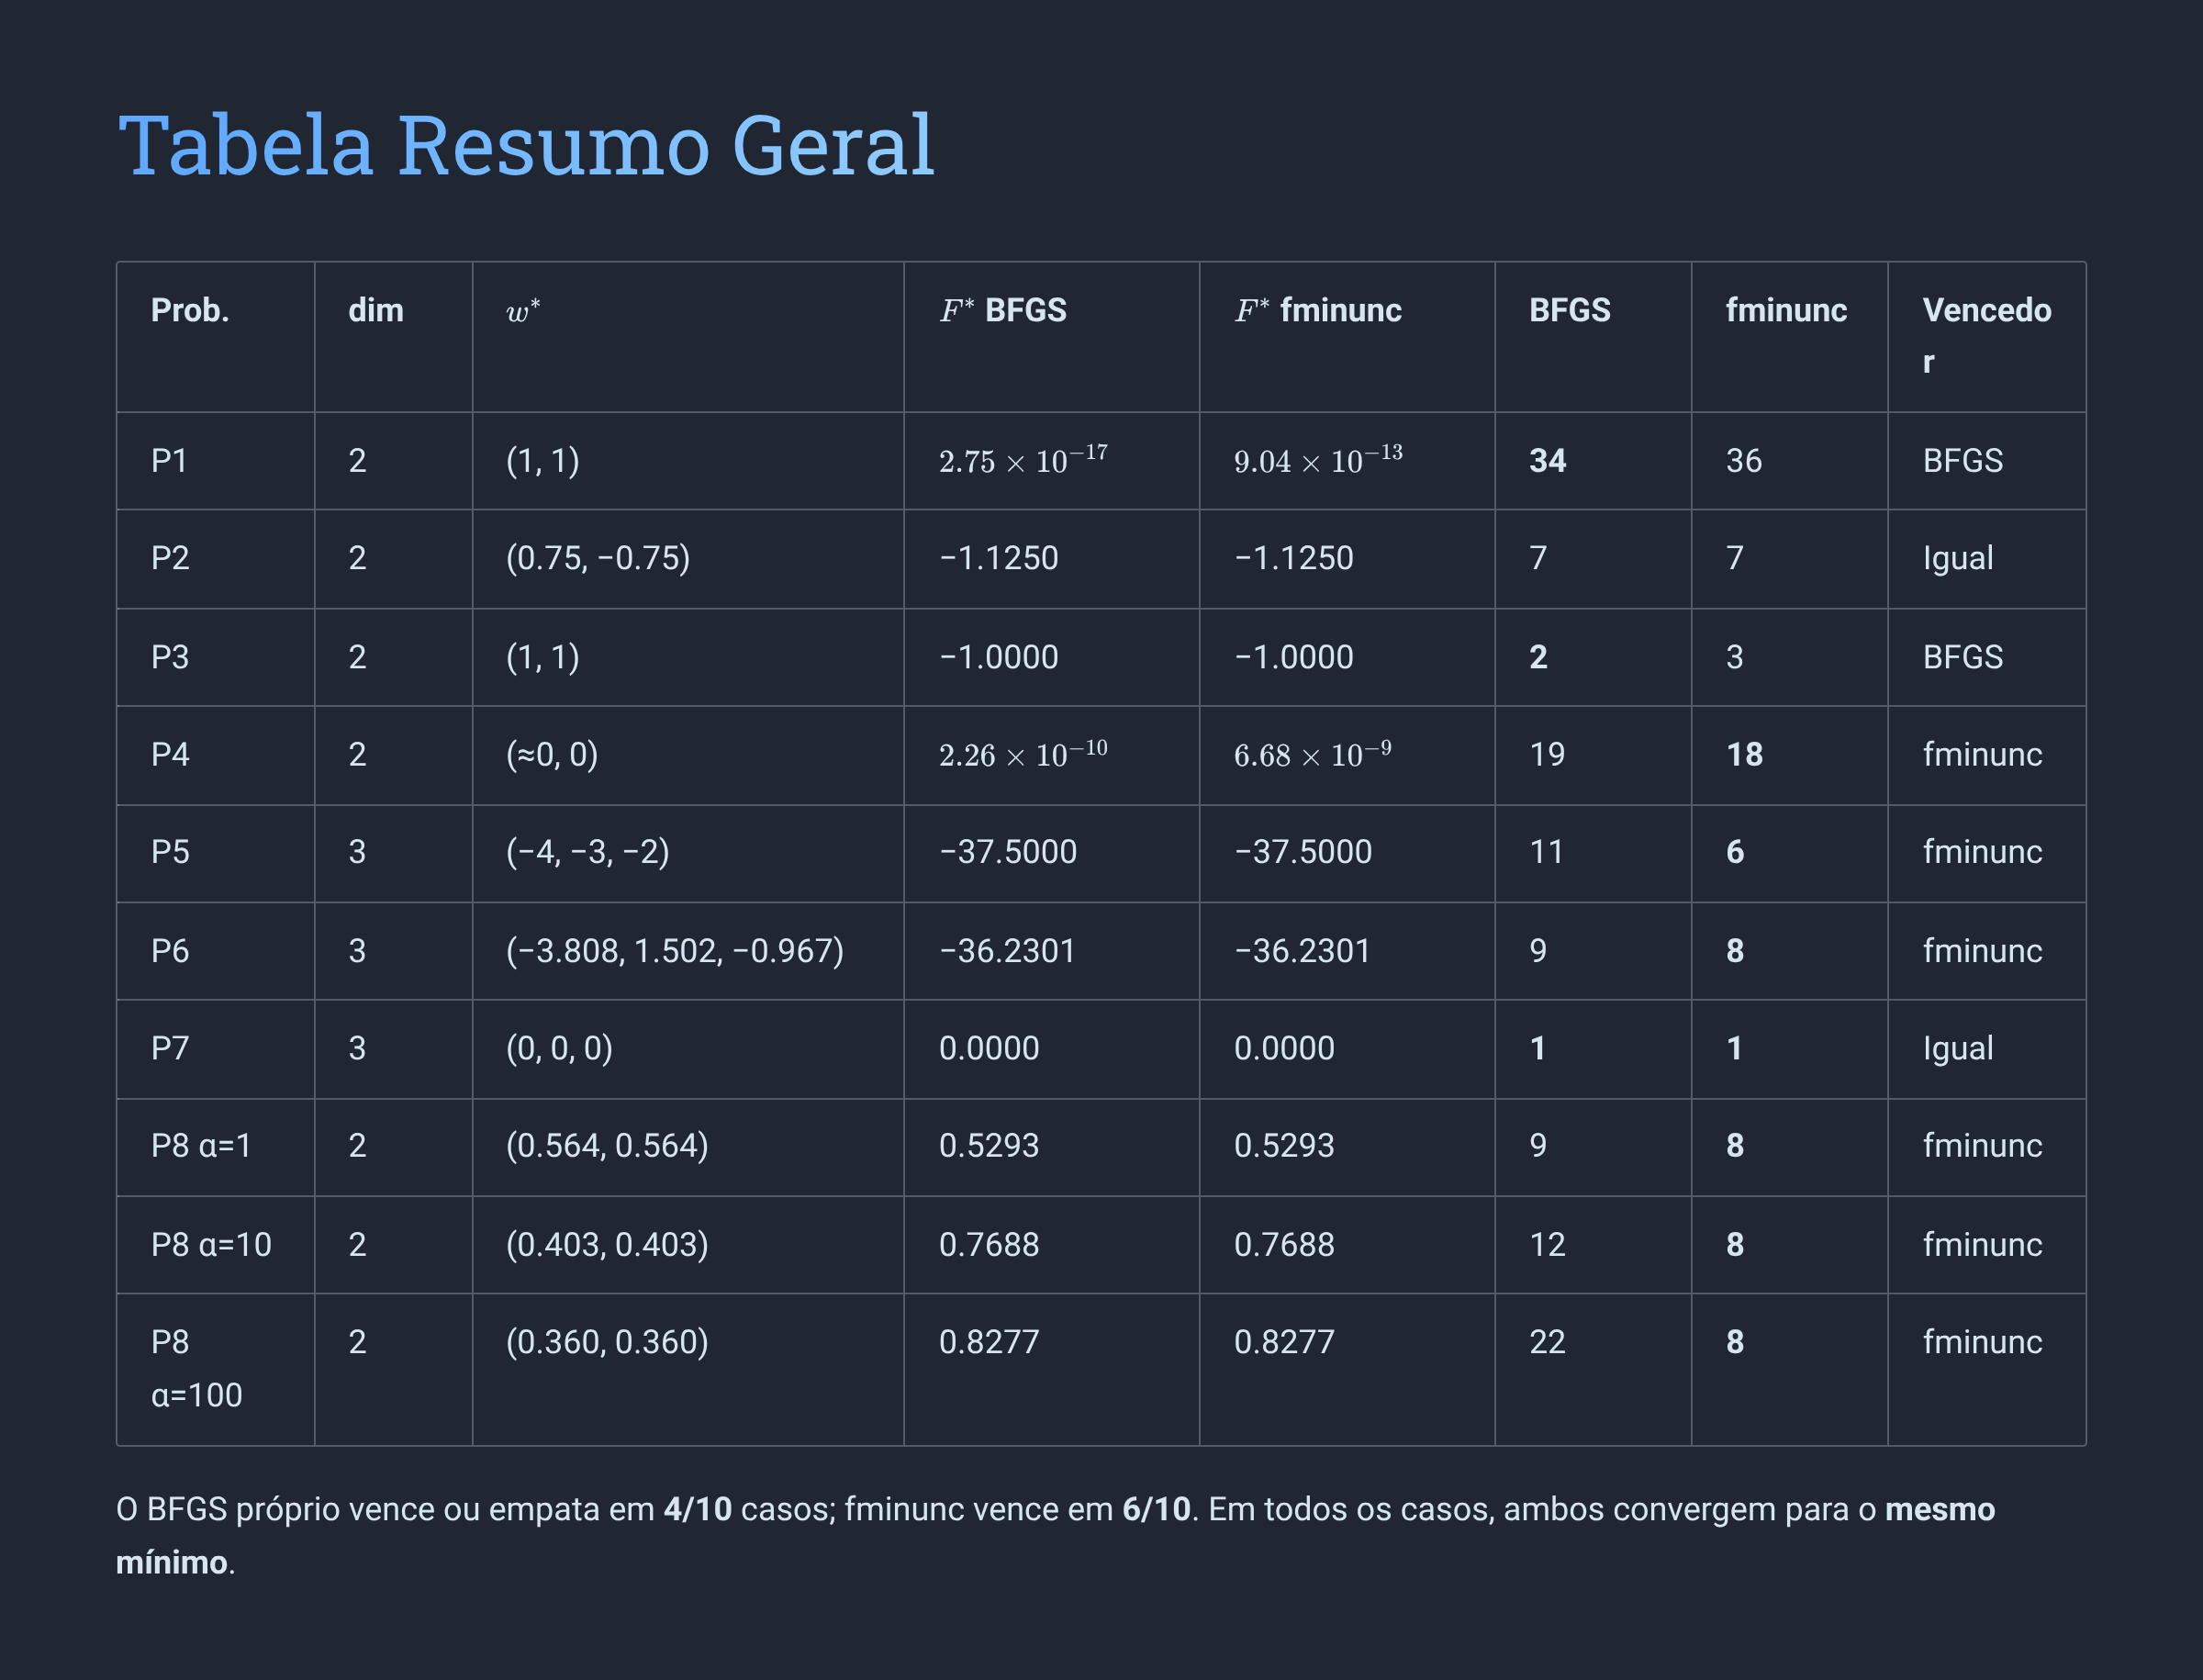 Tabela Resumo Geral
Prob. dim w* F* BFGS F* fminunc BFGS fminunc Vencedo
r
P1 2 (1, 1) 2.75 × 10⁻¹⁷ 9.04 × 10⁻¹³ 34 36 BFGS
P2 2 (0.75, −0.75) −1.1250 −1.1250 7 7 Igual
P3 2 (1, 1) −1.0000 −1.0000 2 3 BFGS
P4 2 (≈0, 0) 2.26 × 10⁻¹⁰ 6.68 × 10⁻⁹ 19 18 fminunc
P5 3 (−4, −3, −2) −37.5000 −37.5000 11 6 fminunc
P6 3 (−3.808, 1.502, −0.967) −36.2301 −36.2301 9 8 fminunc
P7 3 (0, 0, 0) 0.0000 0.0000 1 1 Igual
P8 α=1 2 (0.564, 0.564) 0.5293 0.5293 9 8 fminunc
P8 α=10 2 (0.403, 0.403) 0.7688 0.7688 12 8 fminunc
P8 2 (0.360, 0.360) 0.8277 0.8277 22 8 fminunc
α=100
O BFGS próprio vence ou empata em 4/10 casos; fminunc vence em 6/10. Em todos os casos, ambos convergem para o mesmo
mínimo.